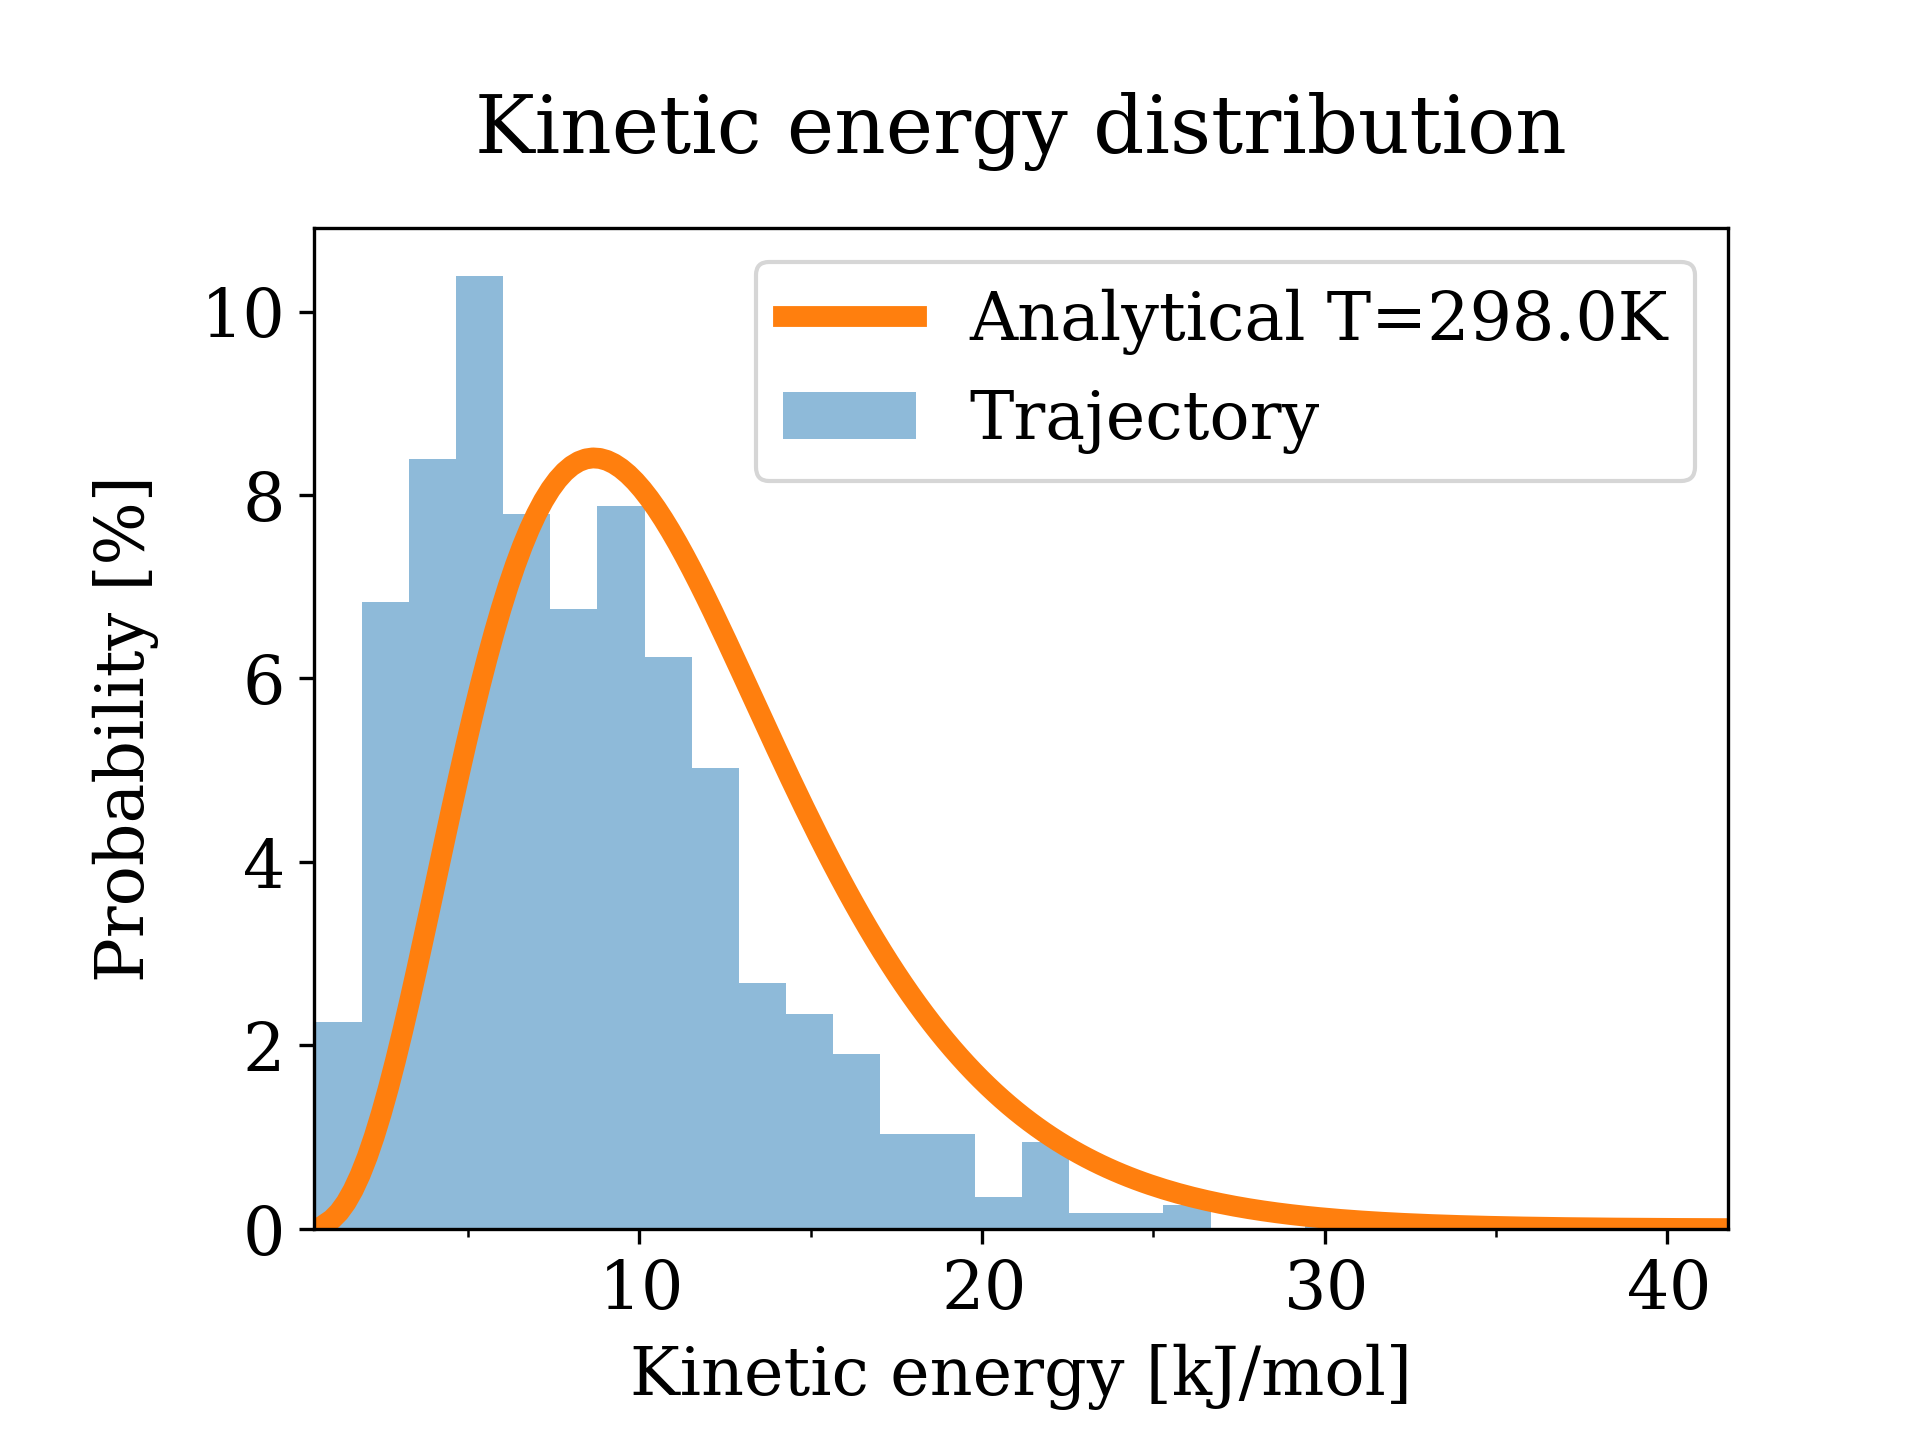 Kinetic energy distribution
Analytical T=298.0K
Trajectory
Probability [%]
10
8
6
4
2
0
10 20 30 40
Kinetic energy [kJ/mol]